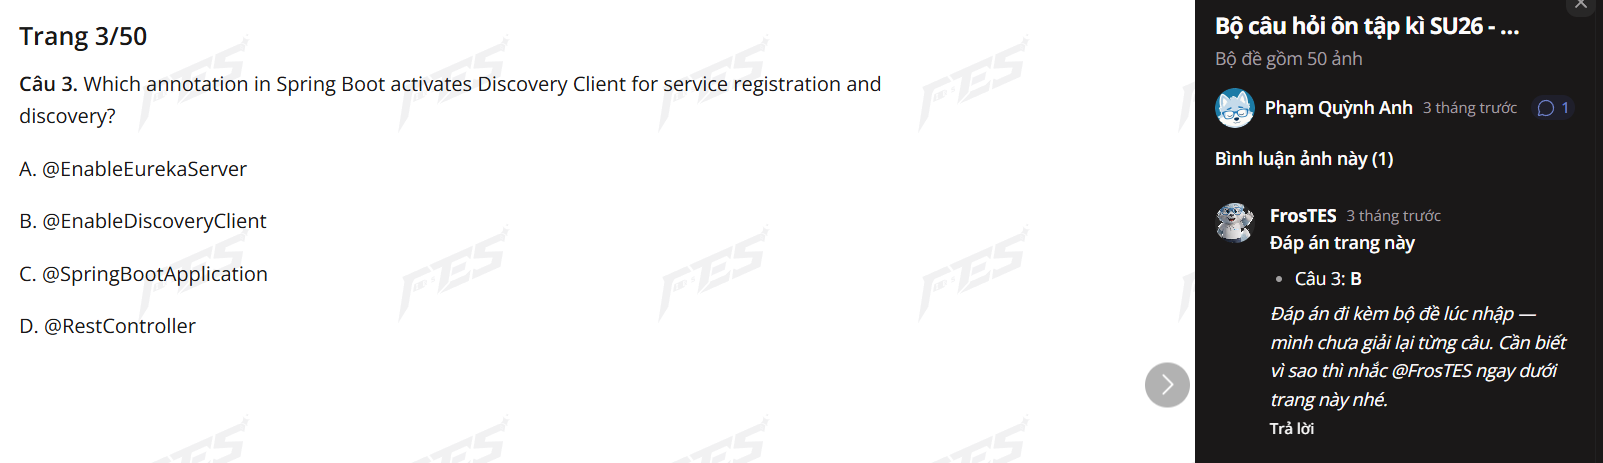 Trang 3/50
Câu 3. Which annotation in Spring Boot activates Discovery Client for service registration and
discovery?
A. @EnableEurekaServer
B. @EnableDiscoveryClient
C. @SpringBootApplication
D. @RestController
FTES
Bộ câu hỏi ôn tập kì SU26 - ...
Bộ đề gồm 50 ảnh
Phạm Quỳnh Anh 3 tháng trước 1
Bình luận ảnh này (1)
FrosTES 3 tháng trước
Đáp án trang này
• Câu 3: B
Đáp án đi kèm bộ đề lúc nhập —
mình chưa giải lại từng câu. Cần biết
vì sao thì nhắc @FrosTES ngay dưới
trang này nhé.
Trả lời